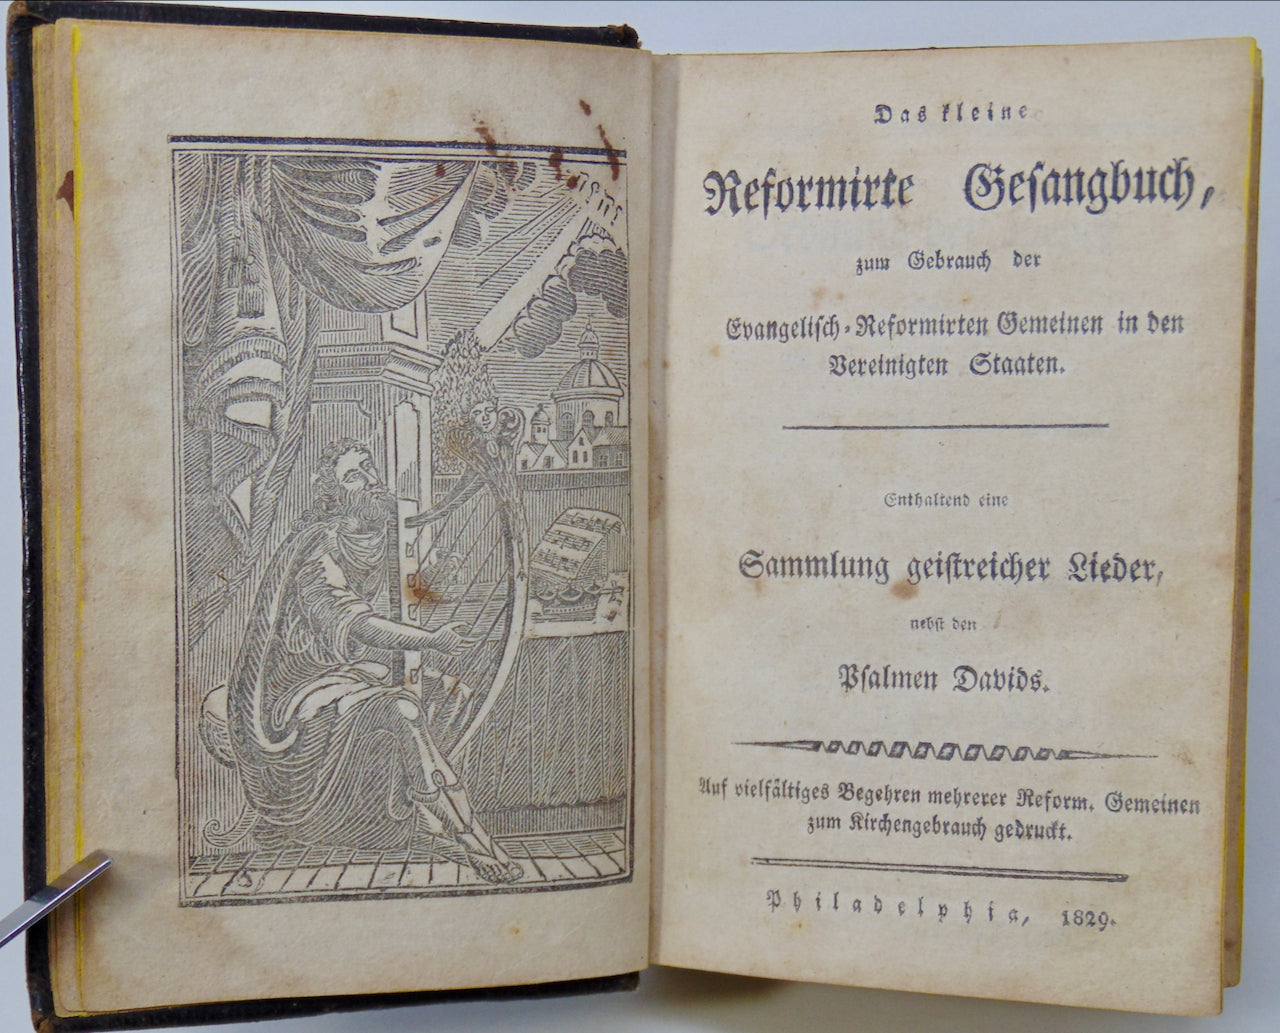 Das kleine
Reformirte Gesangbuch,
zum Gebrauch der
Evangelisch-Reformirten Gemeinen in den
Vereinigten Staaten.
Enthaltend eine
Sammlung geistreicher Lieder,
nebst den
Psalmen Davids.
Auf vielfältiges Begehren mehrerer Reform. Gemeinen
zum Kirchengebrauch gedruckt.
Philadelphia, 1829.